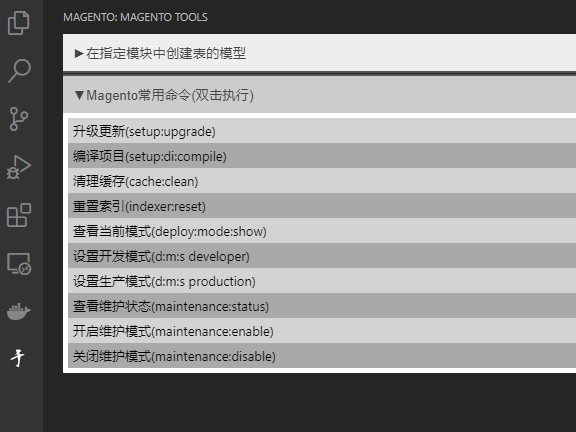 MAGENTO: MAGENTO TOOLS
►在指定模块中创建表的模型
▼Magento常用命令(双击执行)
升级更新(setup:upgrade)
编译项目(setup:di:compile)
清理缓存(cache:clean)
重置索引(indexer:reset)
查看当前模式(deploy:mode:show)
设置开发模式(d:m:s developer)
设置生产模式(d:m:s production)
查看维护状态(maintenance:status)
开启维护模式(maintenance:enable)
关闭维护模式(maintenance:disable)